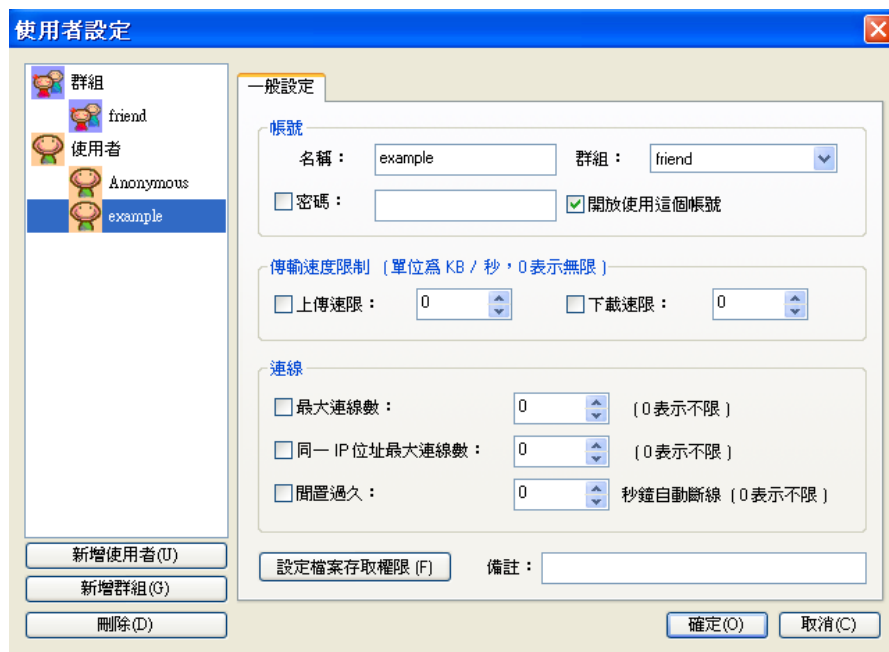 使用者設定
群組
friend
使用者
Anonymous
example
新增使用者(U)
新增群組(G)
刪除(D)
一般設定
帳號
名稱： example 群組： friend
密碼： 開放使用這個帳號
傳輸速度限制 (單位為 KB / 秒，0表示無限)
上傳速限： 0 下載速限： 0
連線
最大連線數： 0 (0表示不限)
同一 IP 位址最大連線數： 0 (0表示不限)
閒置過久： 0 秒鐘自動斷線 (0表示不限)
設定檔案存取權限 (F) 備註：
確定(O) 取消(C)